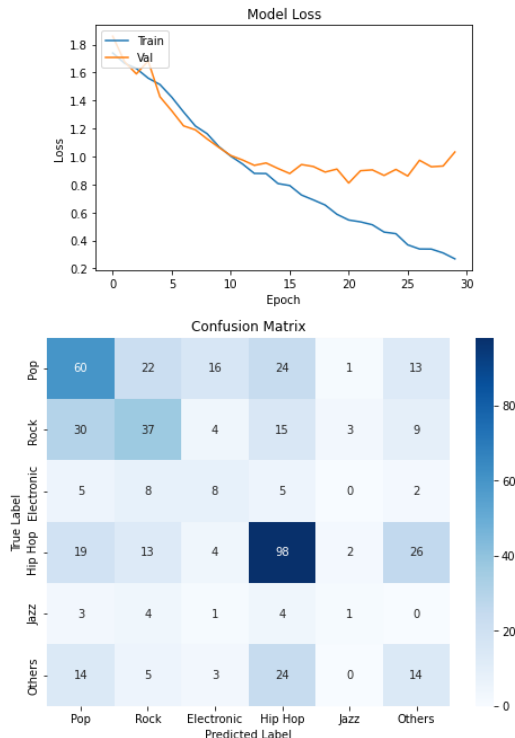 Model Loss
Train
Val
1.8
1.6
1.4
1.2
1.0
0.8
0.6
0.4
0.2
Loss
0 5 10 15 20 25 30
Epoch
Confusion Matrix
Pop 60 22 16 24 1 13
Rock 30 37 4 15 3 9
Electronic 5 8 8 5 0 2
Hip Hop 19 13 4 98 2 26
Jazz 3 4 1 4 1 0
Others 14 5 3 24 0 14
True Label
Pop Rock Electronic Hip Hop Jazz Others
Predicted Label
80
60
40
20
0